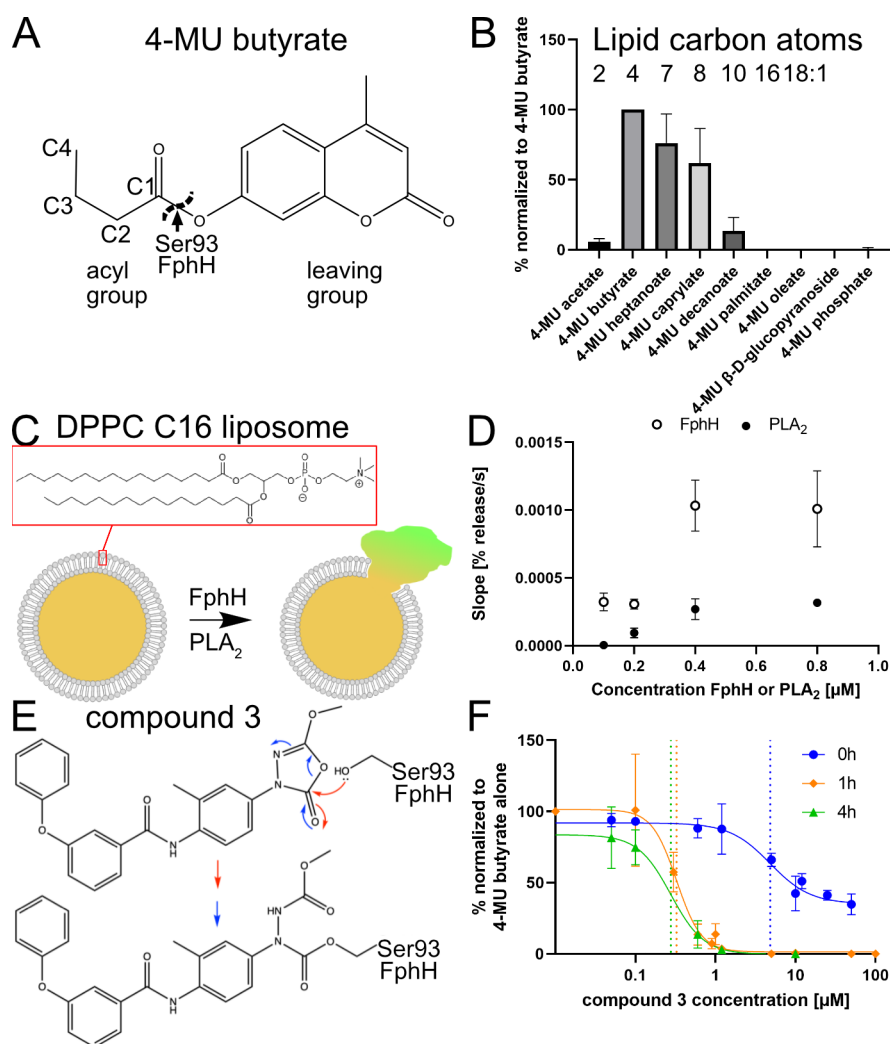 A
4-MU butyrate
C4
C3
C2
C1
O
O
O
O
Ser93
FphH
acyl
group
leaving
group
B
Lipid carbon atoms
2 4 7 8 10 16 18:1
% normalized to 4-MU butyrate
150
100
50
0
4-MU acetate
4-MU butyrate
4-MU heptanoate
4-MU caprylate
4-MU decanoate
4-MU palmitate
4-MU oleate
4-MU β-D-glucopyranoside
4-MU phosphate
C
DPPC C16 liposome
O
O
O
O
O
P
O
O
⊖
N
⊕
O
FphH
PLA₂
D
FphH
PLA₂
Slope [% release/s]
0.0015
0.0010
0.0005
0.0000
0.0 0.2 0.4 0.6 0.8 1.0
Concentration FphH or PLA₂ [µM]
E
compound 3
O
N
O
N
O
HO
Ser93
FphH
O
O
N
H
O
O
HN
O
N
O
O
Ser93
FphH
O
O
N
H
F
% normalized to
4-MU butyrate alone
150
100
50
0
0h
1h
4h
0.1 1 10 100
compound 3 concentration [µM]